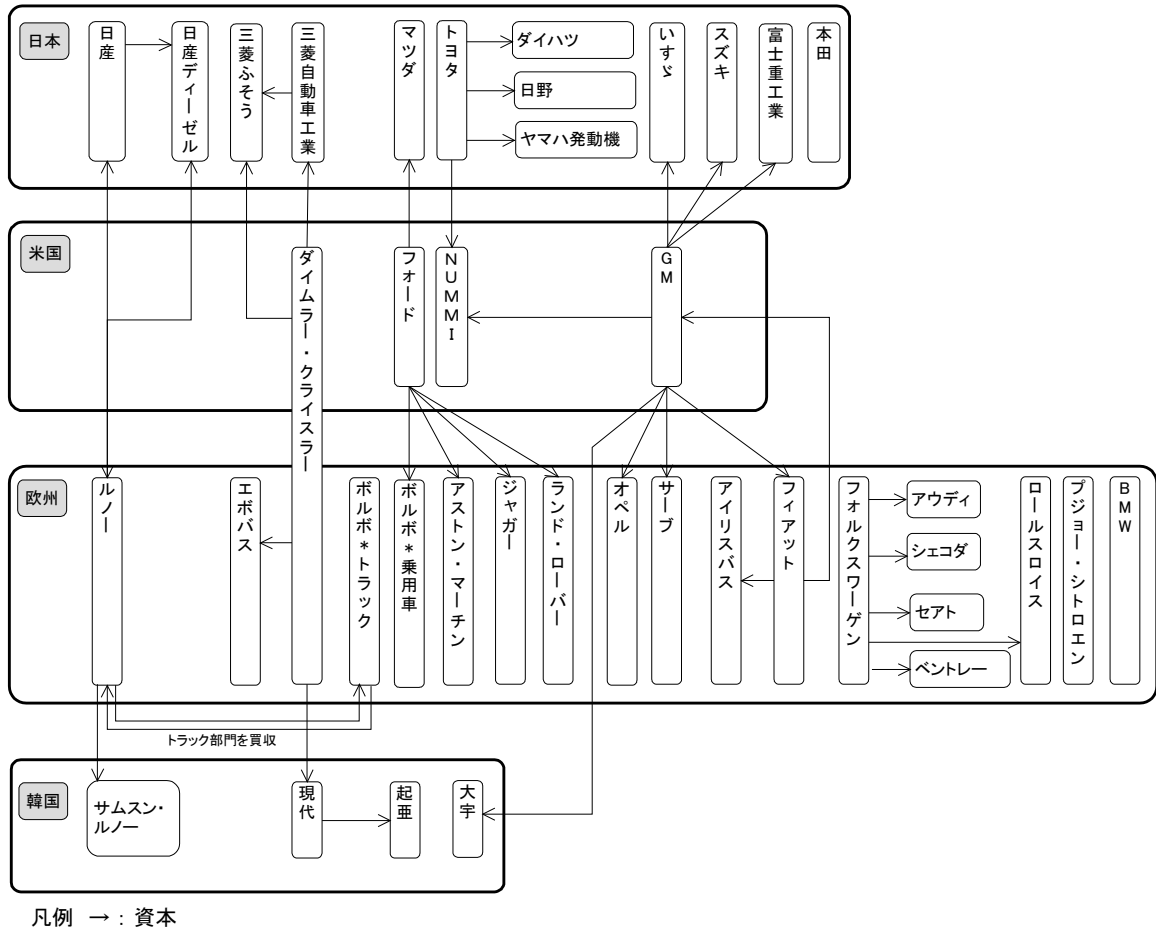 日本
日産
日産ディーゼル
三菱ふそう
三菱自動車工業
マツダ
トヨタ
ダイハツ
日野
ヤマハ発動機
いすゞ
スズキ
富士重工業
本田
米国
ダイムラー・クライスラー
フォード
NUMMI
GM
欧州
ルノー
エボバス
ボルボ*トラック
ボルボ*乗用車
アストン・マーチン
ジャガー
ランド・ローバー
オペル
サーブ
アイリスバス
フィアット
フォルクスワーゲン
アウディ
シェコダ
セアト
ベントレー
ロールスロイス
プジョー・シトロエン
BMW
トラック部門を買収
韓国
サムスン・
ルノー
現代
起亜
大宇
凡例 → : 資本